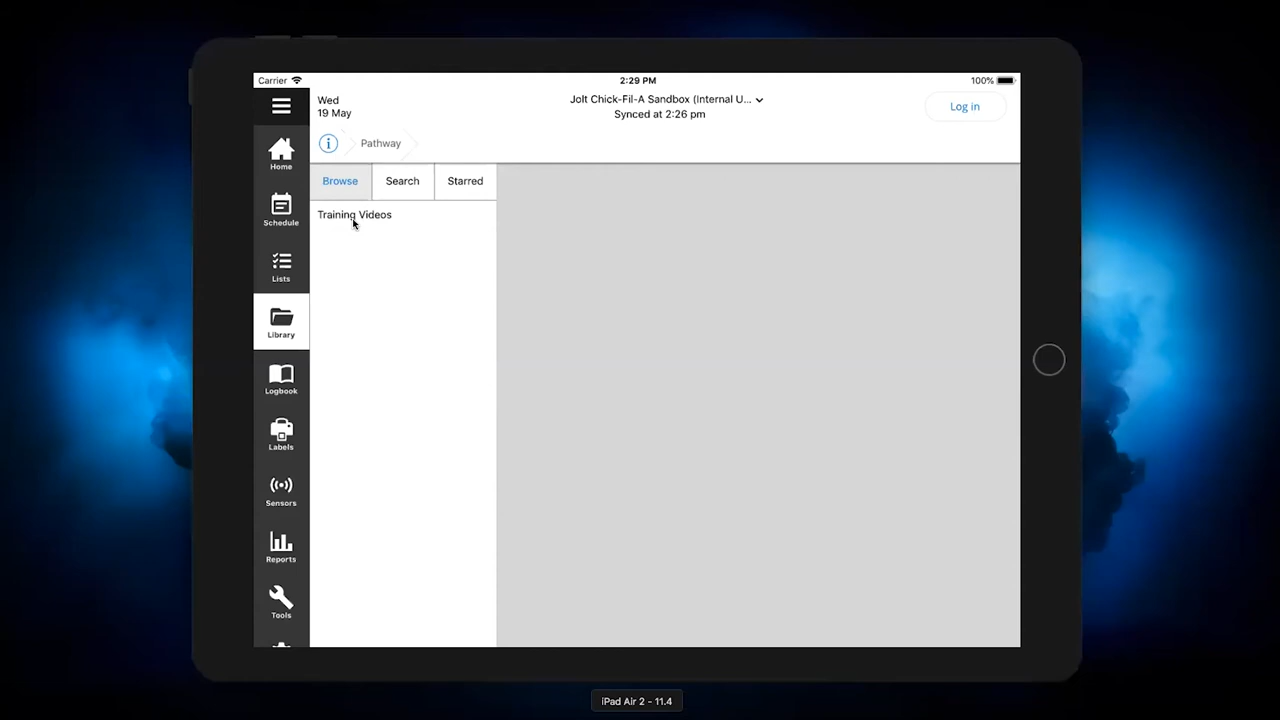 Carrier
2:29 PM
100%
Wed
19 May
Jolt Chick-Fil-A Sandbox (Internal U...
Synced at 2:26 pm
Log in
i
Pathway
Browse
Search
Starred
Training Videos
Home
Schedule
Lists
Library
Logbook
Labels
Sensors
Reports
Tools
iPad Air 2 - 11.4